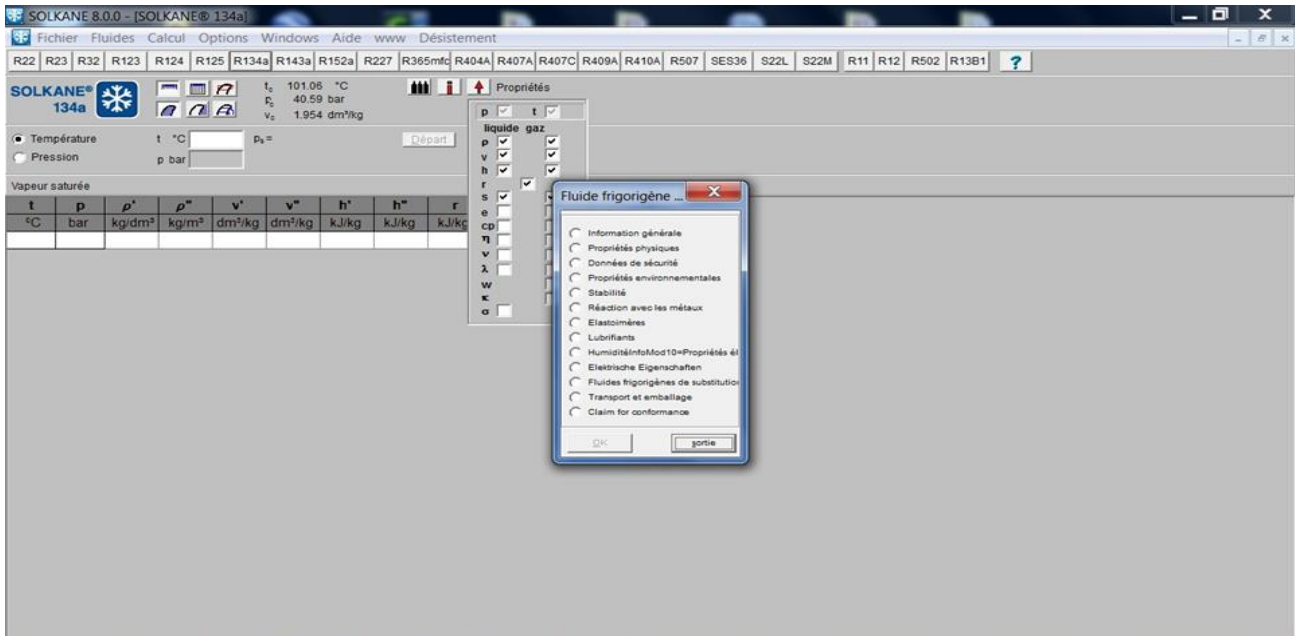 SOLKANE 8.0.0 - [SOLKANE® 134a]
Fichier Fluides Calcul Options Windows Aide www Désistement
R22 R23 R32 R123 R124 R125 R134a R143a R152a R227 R365mfc R404A R407A R407C R409A R410A R507 SES36 S22L S22M R11 R12 R502 R13B1 ?
SOLKANE®
134a
tc 101.06 °C
pc 40.59 bar
vc 1.954 dm³/kg
Propriétés
p t
liquide gaz
ρ
v
h
r
s
e
cp
η
ν
λ
w
κ
σ
Température t °C ps =
Départ
Pression p bar
Vapeur saturée
t p ρ' ρ" v' v" h' h" r
°C bar kg/dm³ kg/m³ dm³/kg dm³/kg kJ/kg kJ/kg kJ/kg
Fluide frigorigène ...
Information générale
Propriétés physiques
Données de sécurité
Propriétés environnementales
Stabilité
Réaction avec les métaux
Elastoimères
Lubrifiants
HumiditéInfoMod10=Propriétés él
Elektrische Eigenschaften
Fluides frigorigènes de substitution
Transport et emballage
Claim for conformance
OK
sortie